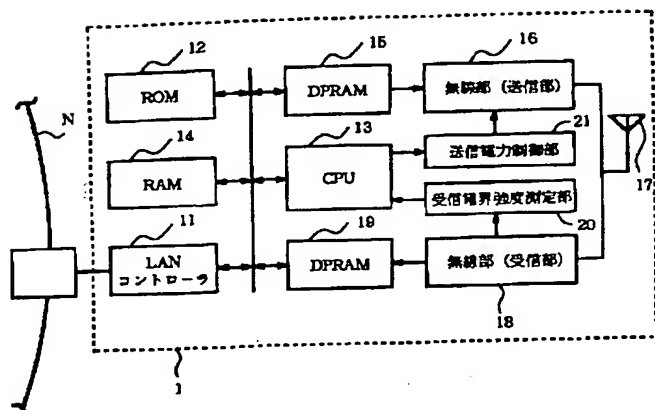 12
15
16
ROM
DPRAM
無線部(送信部)
N
14
13
21
17
RAM
CPU
送信電力制御部
受信電界強度測定部
11
19
20
LAN
コントローラ
DPRAM
無線部(受信部)
18
1